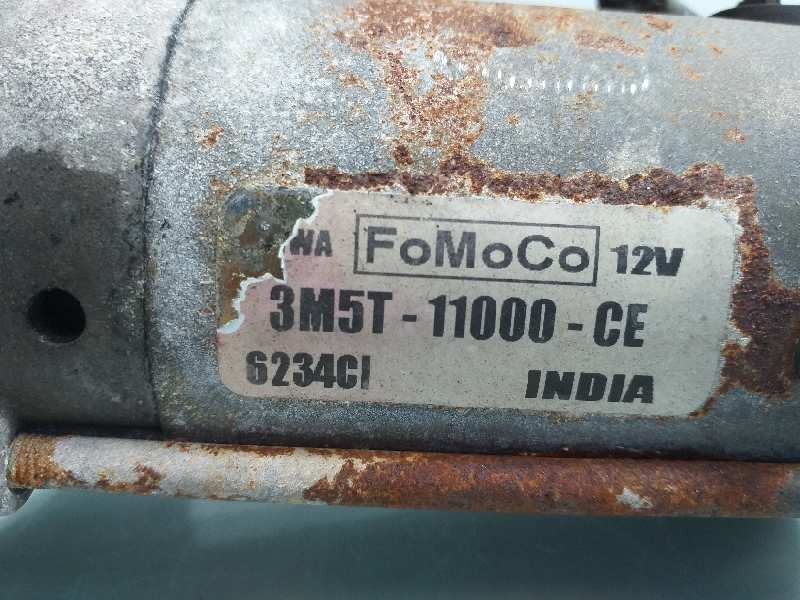 FoMoCo 12V
3M5T - 11000 - CE
6234CI
INDIA